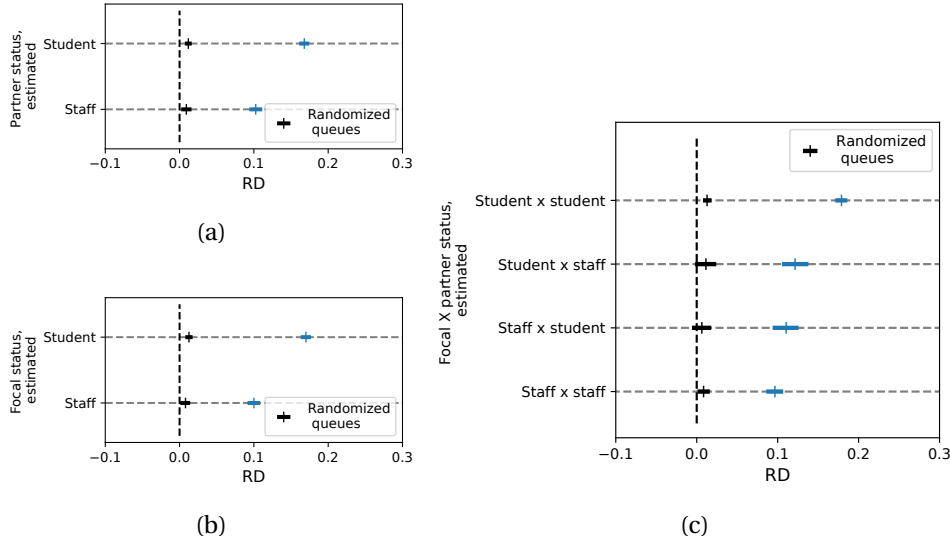 Partner status,
estimated
Student
Staff
Randomized
queues
−0.1 0.0 0.1 0.2 0.3
RD
(a)
Focal status,
estimated
Student
Staff
Randomized
queues
−0.1 0.0 0.1 0.2 0.3
RD
(b)
Focal X partner status,
estimated
Randomized
queues
Student x student
Student x staff
Staff x student
Staff x staff
−0.1 0.0 0.1 0.2 0.3
RD
(c)